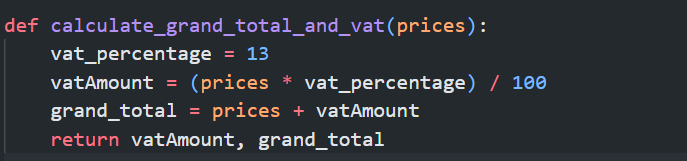 def calculate_grand_total_and_vat(prices):
    vat_percentage = 13
    vatAmount = (prices * vat_percentage) / 100
    grand_total = prices + vatAmount
    return vatAmount, grand_total